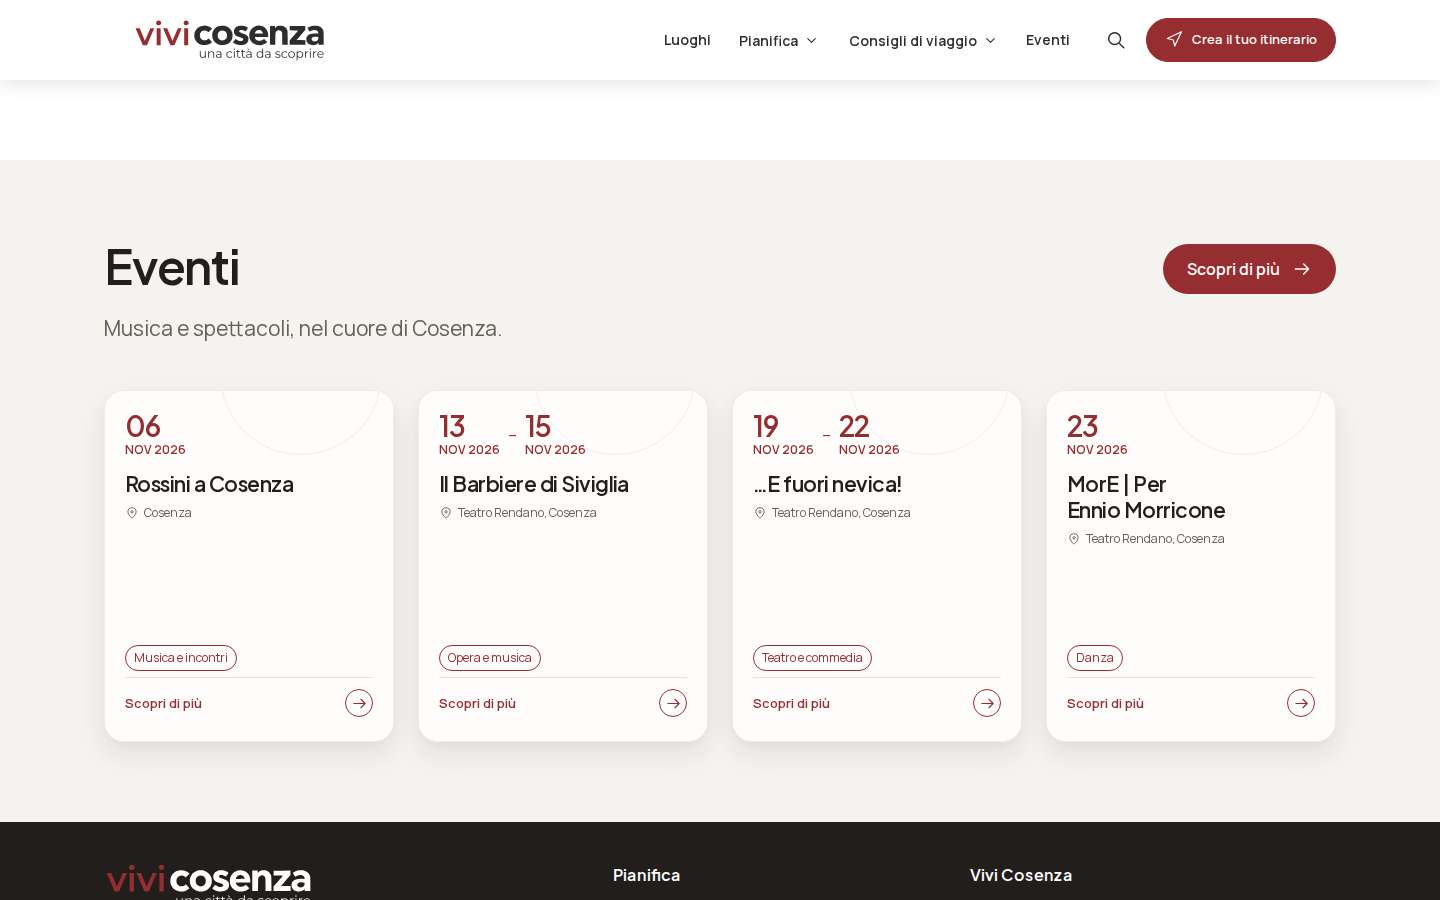 vivicosenza
una città da scoprire
Luoghi
Pianifica
Consigli di viaggio
Eventi
Crea il tuo itinerario
Eventi
Scopri di più
Musica e spettacoli, nel cuore di Cosenza.
06
NOV 2026
Rossini a Cosenza
Cosenza
Musica e incontri
Scopri di più
13 – 15
NOV 2026 NOV 2026
Il Barbiere di Siviglia
Teatro Rendano, Cosenza
Opera e musica
Scopri di più
19 – 22
NOV 2026 NOV 2026
...E fuori nevica!
Teatro Rendano, Cosenza
Teatro e commedia
Scopri di più
23
NOV 2026
MorE | Per
Ennio Morricone
Teatro Rendano, Cosenza
Danza
Scopri di più
vivicosenza
una città da scoprire
Pianifica
Vivi Cosenza